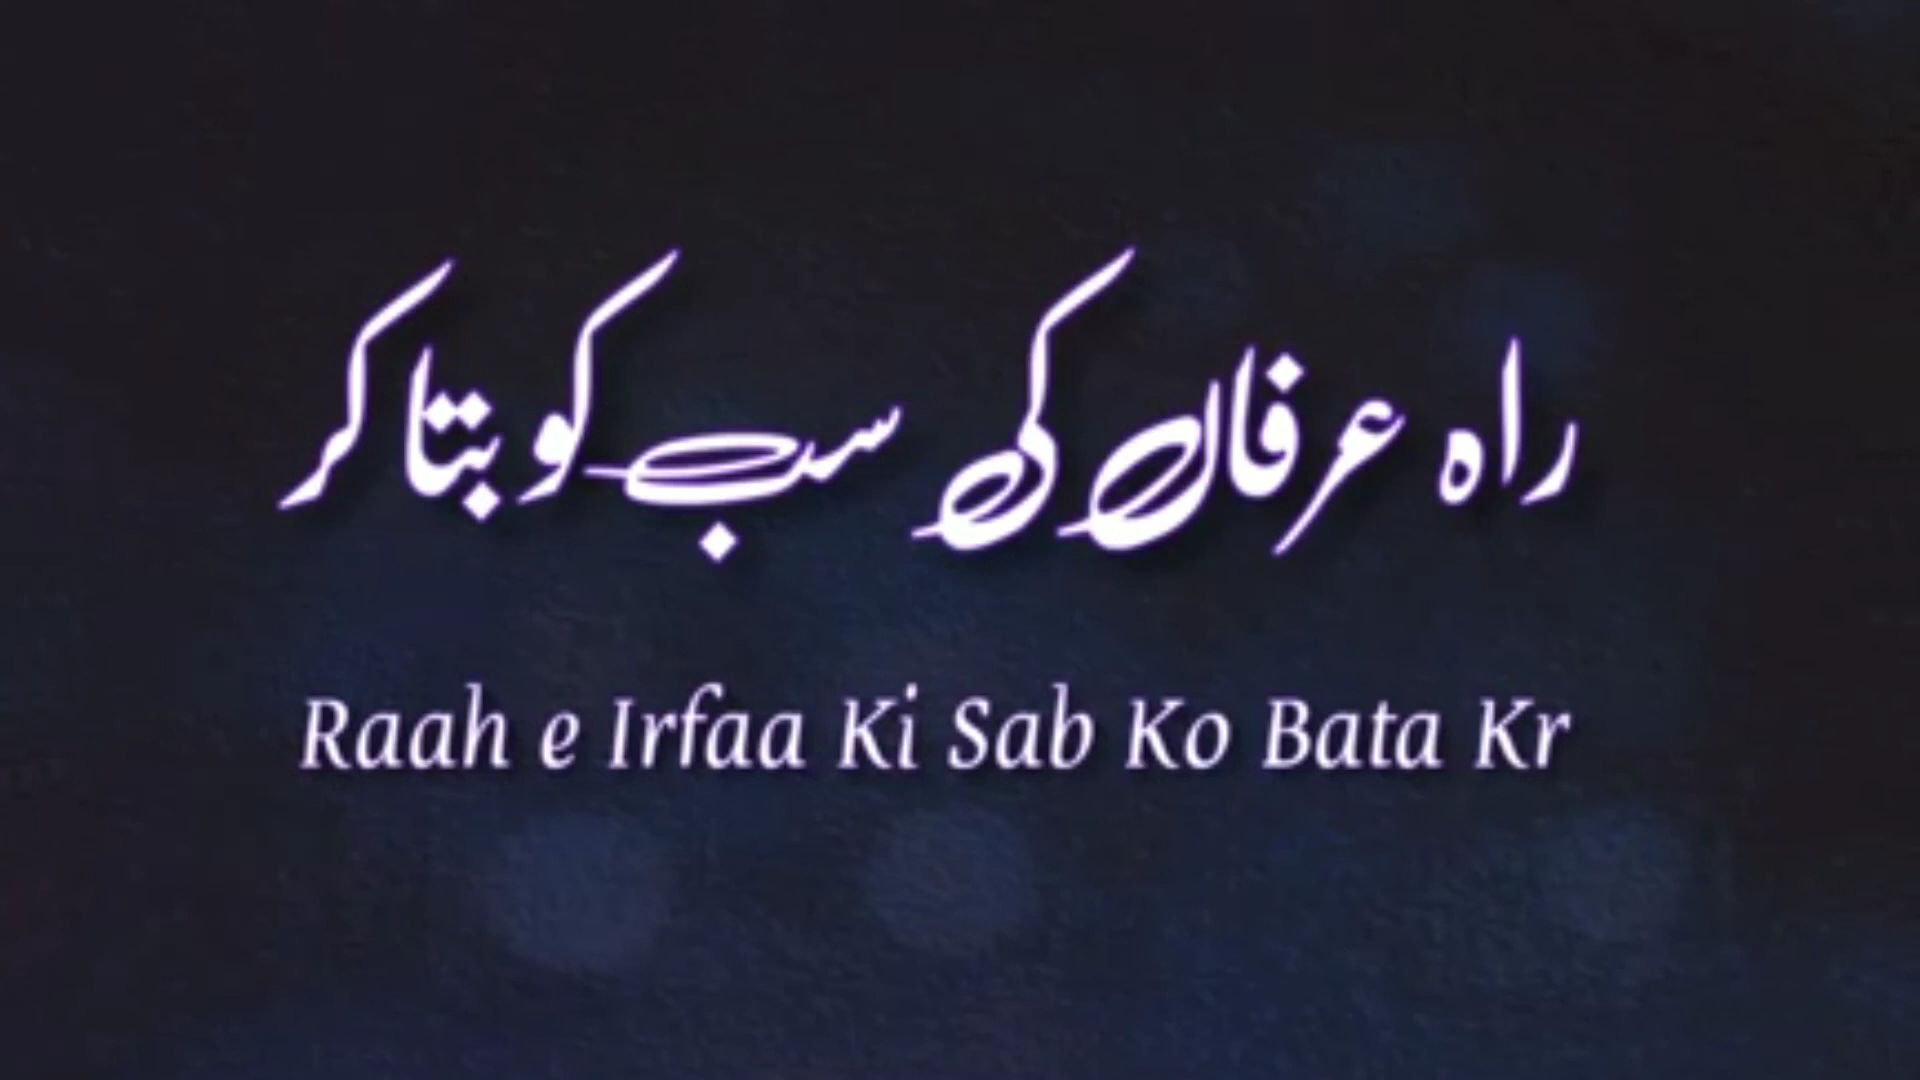 راہ عرفاں کی سب کو بتا کر
Raah e Irfaa Ki Sab Ko Bata Kr